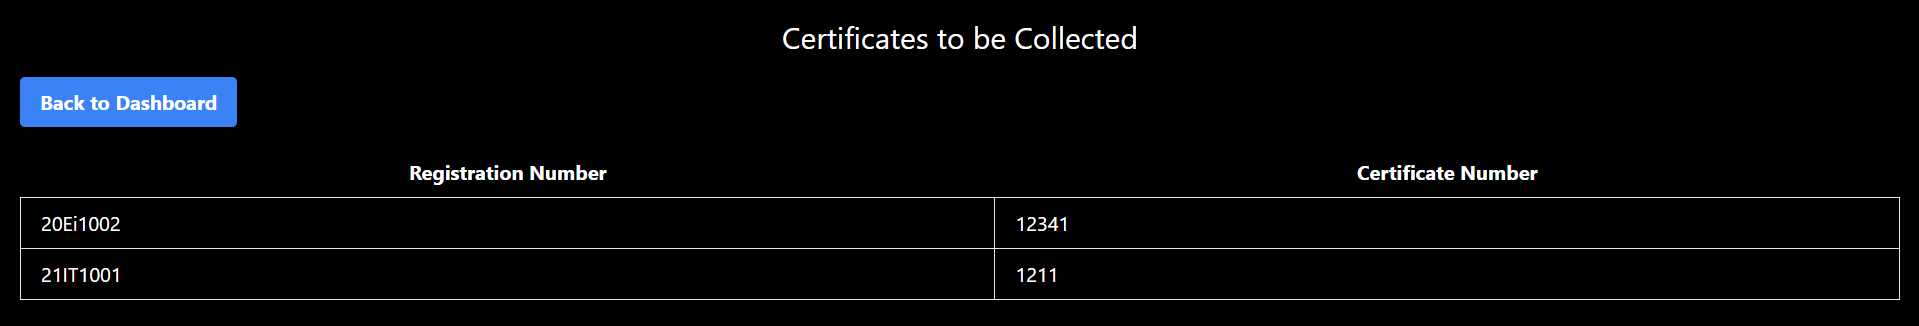 Certificates to be Collected
Back to Dashboard
Registration Number Certificate Number
20Ei1002 12341
21IT1001 1211